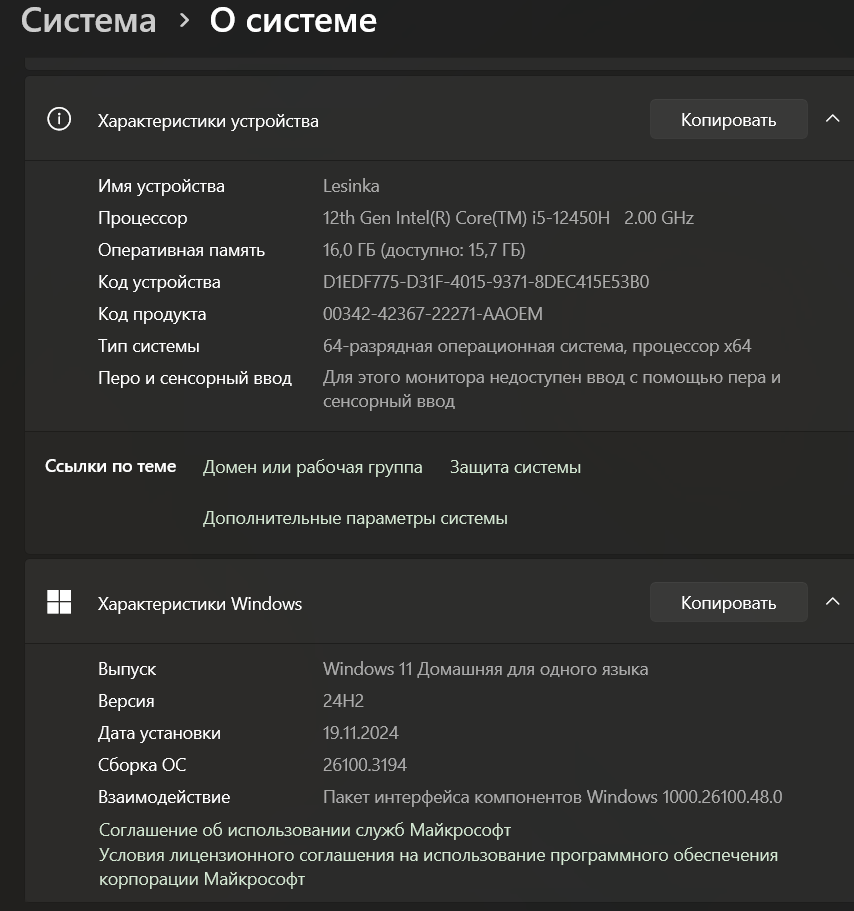 Система > О системе
Характеристики устройства Копировать
Имя устройства Lesinka
Процессор 12th Gen Intel(R) Core(TM) i5-12450H 2.00 GHz
Оперативная память 16,0 ГБ (доступно: 15,7 ГБ)
Код устройства D1EDF775-D31F-4015-9371-8DEC415E53B0
Код продукта 00342-42367-22271-AAOEM
Тип системы 64-разрядная операционная система, процессор x64
Перо и сенсорный ввод Для этого монитора недоступен ввод с помощью пера и
сенсорный ввод
Ссылки по теме Домен или рабочая группа Защита системы
Дополнительные параметры системы
Характеристики Windows Копировать
Выпуск Windows 11 Домашняя для одного языка
Версия 24H2
Дата установки 19.11.2024
Сборка ОС 26100.3194
Взаимодействие Пакет интерфейса компонентов Windows 1000.26100.48.0
Соглашение об использовании служб Майкрософт
Условия лицензионного соглашения на использование программного обеспечения
корпорации Майкрософт